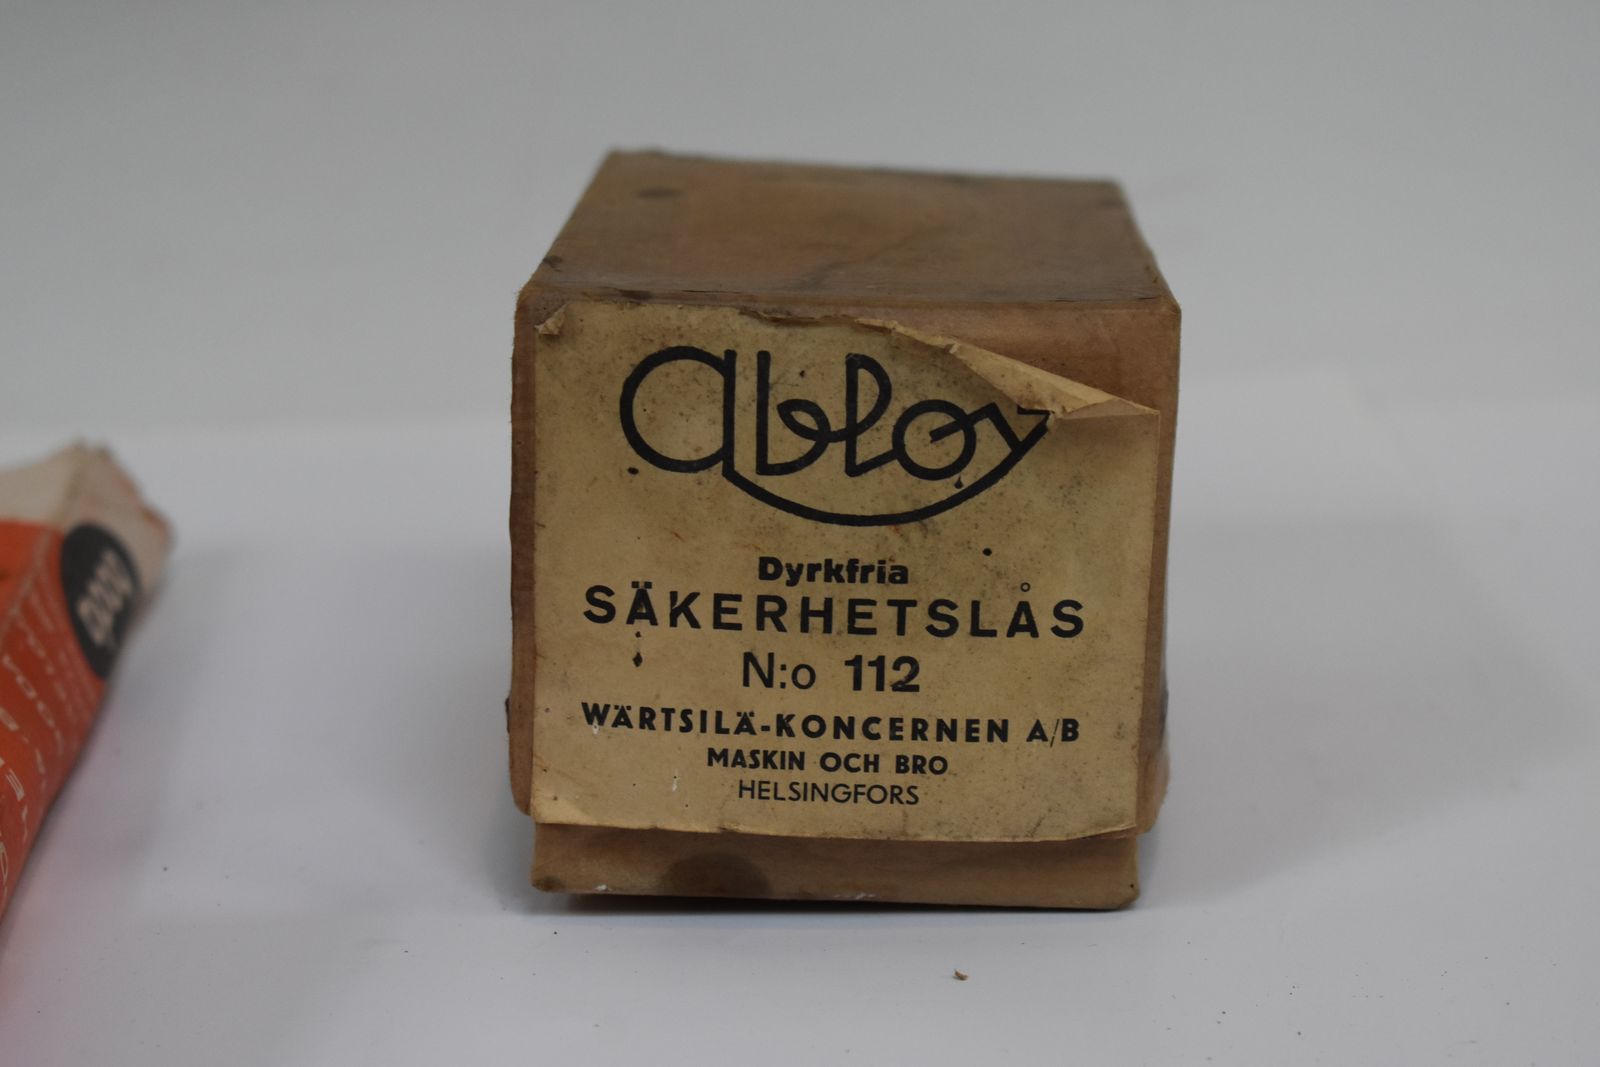 abloy
Dyrkfria
SÄKERHETSLÅS
N:o 112
WÄRTSILÄ-KONCERNEN A/B
MASKIN OCH BRO
HELSINGFORS